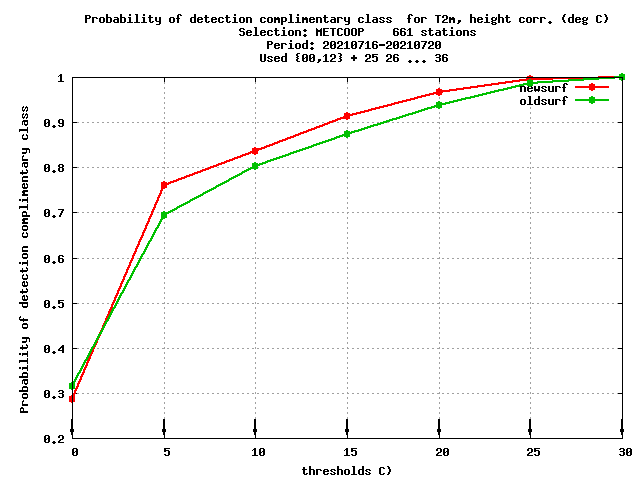 Probability of detection complimentary class  for T2m, height corr. (deg C)
Selection: METCOOP    661 stations
Period: 20210716-20210720
Used {00,12} + 25 26 ... 36
newsurf
oldsurf
Probability of detection complimentary class
1
0.9
0.8
0.7
0.6
0.5
0.4
0.3
0.2
0 5 10 15 20 25 30
thresholds C)